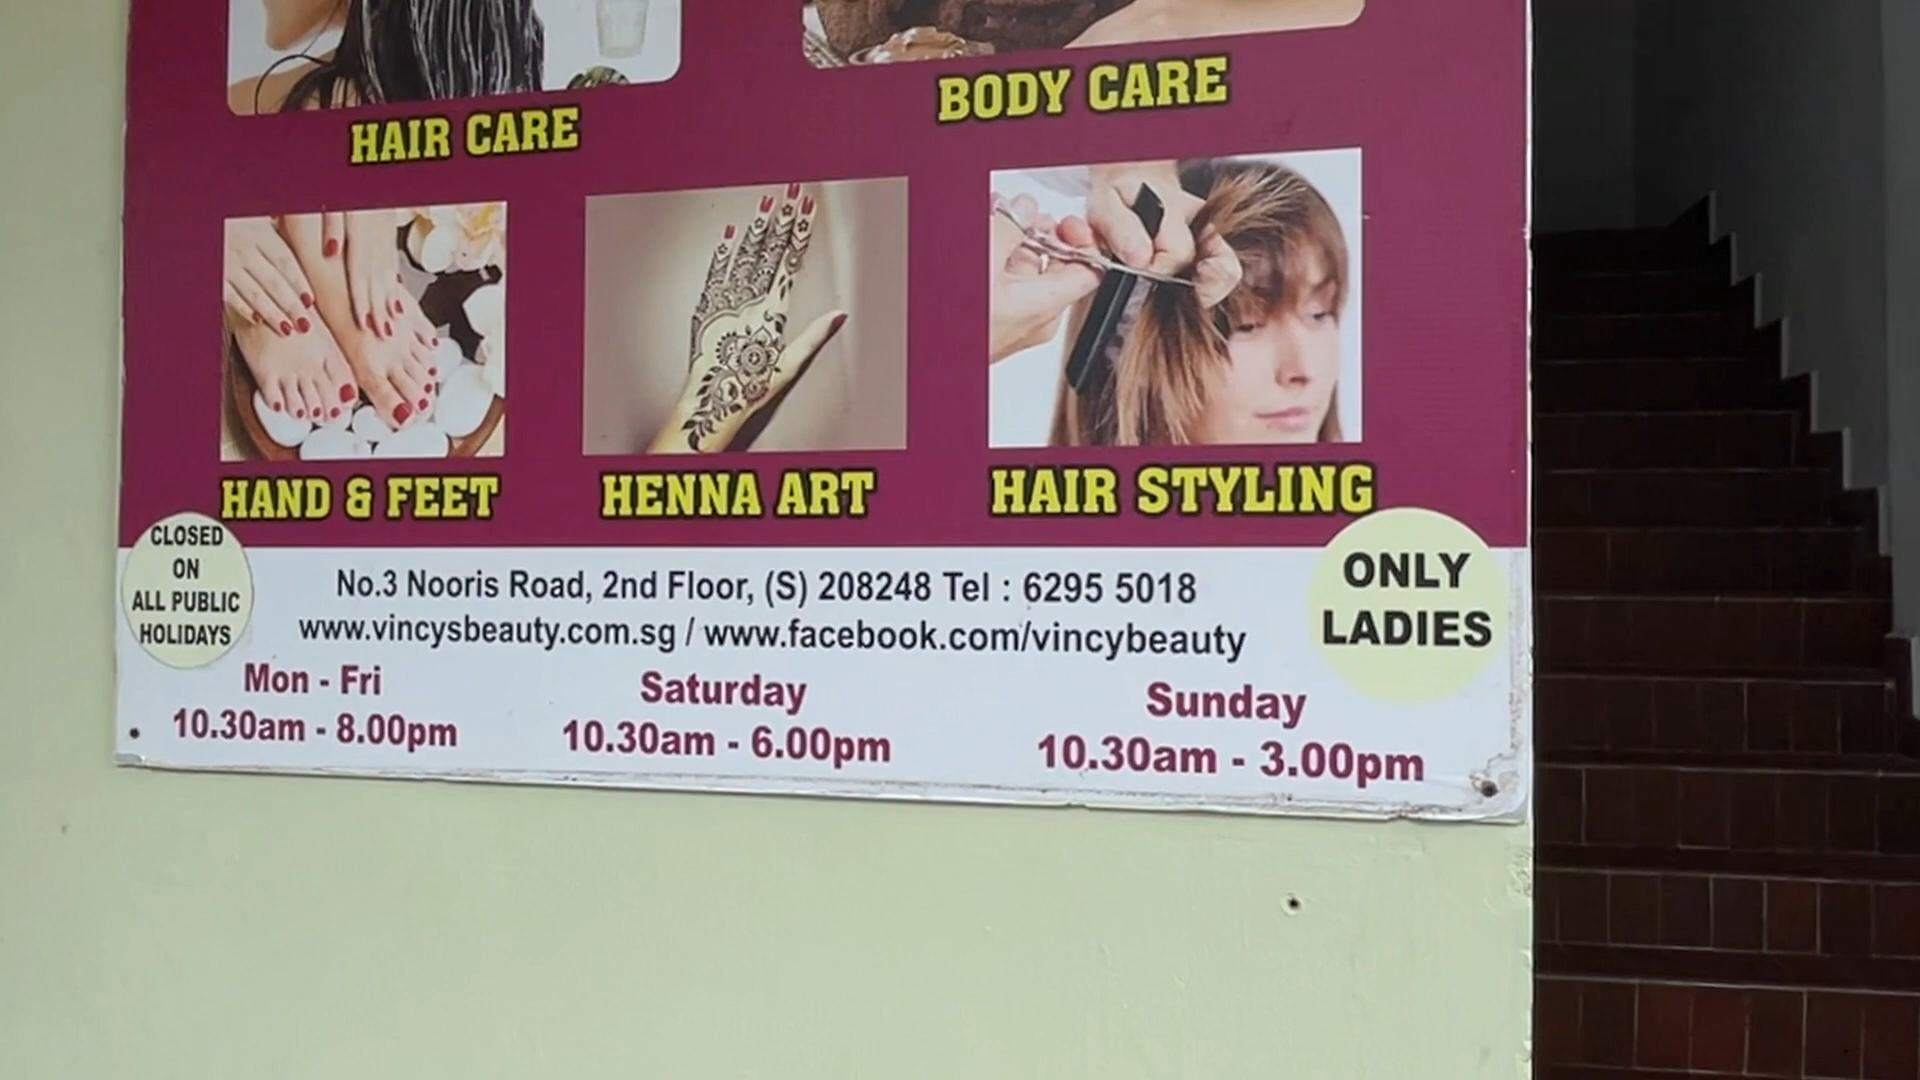 HAIR CARE
BODY CARE
HAND & FEET
HENNA ART
HAIR STYLING
CLOSED
ON
ALL PUBLIC
HOLIDAYS
No.3 Nooris Road, 2nd Floor, (S) 208248 Tel : 6295 5018
www.vincysbeauty.com.sg / www.facebook.com/vincybeauty
ONLY
LADIES
Mon - Fri
10.30am - 8.00pm
Saturday
10.30am - 6.00pm
Sunday
10.30am - 3.00pm